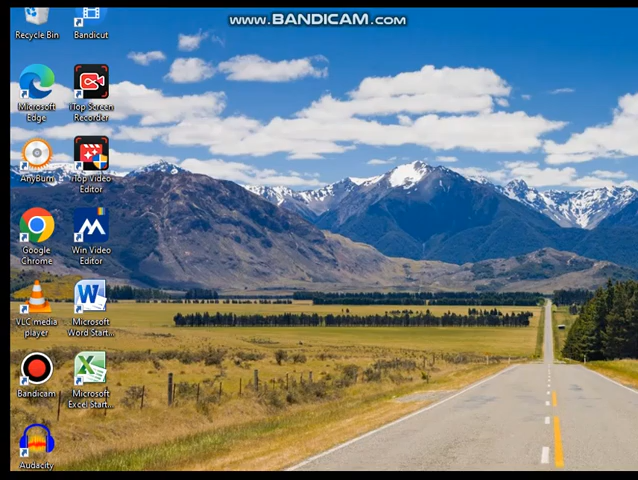 www.BANDICAM.com
Recycle Bin
Bandicut
Microsoft
Edge
iTop Screen
Recorder
AnyBurn
iTop Video
Editor
Google
Chrome
Win Video
Editor
VLC media
player
Microsoft
Word Start...
Bandicam
Microsoft
Excel Start...
Audacity